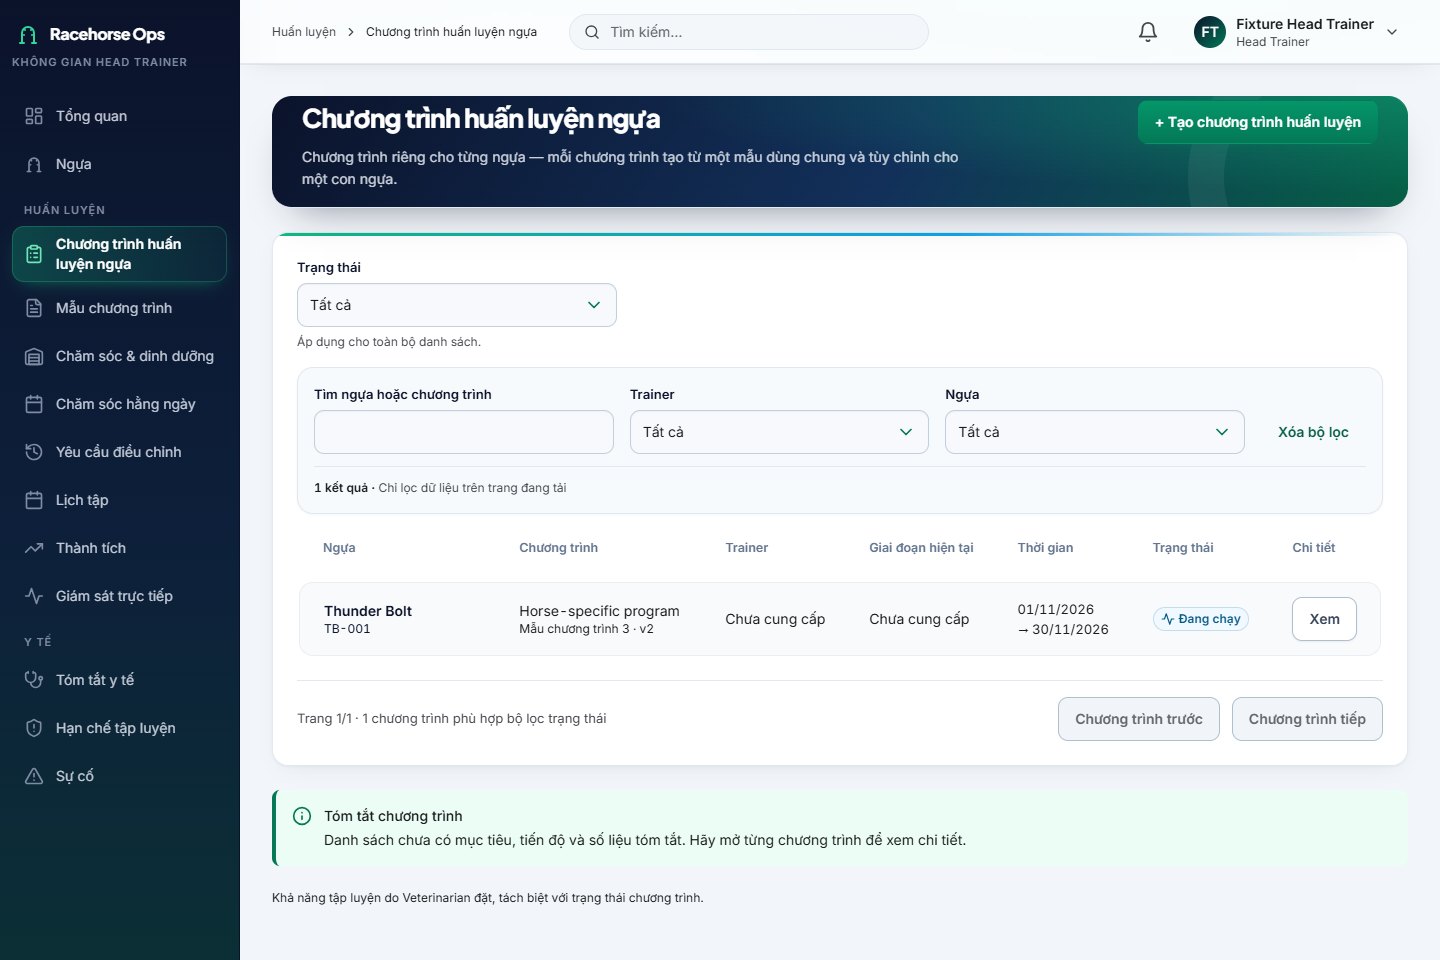 Racehorse Ops
KHÔNG GIAN HEAD TRAINER
Tổng quan
Ngựa
HUẤN LUYỆN
Chương trình huấn
luyện ngựa
Mẫu chương trình
Chăm sóc & dinh dưỡng
Chăm sóc hằng ngày
Yêu cầu điều chỉnh
Lịch tập
Thành tích
Giám sát trực tiếp
Y TẾ
Tóm tắt y tế
Hạn chế tập luyện
Sự cố
Huấn luyện > Chương trình huấn luyện ngựa
Tìm kiếm...
FT
Fixture Head Trainer
Head Trainer
Chương trình huấn luyện ngựa
Chương trình riêng cho từng ngựa — mỗi chương trình tạo từ một mẫu dùng chung và tùy chỉnh cho
một con ngựa.
+ Tạo chương trình huấn luyện
Trạng thái
Tất cả
Áp dụng cho toàn bộ danh sách.
Tìm ngựa hoặc chương trình
Trainer
Tất cả
Ngựa
Tất cả
Xóa bộ lọc
1 kết quả · Chỉ lọc dữ liệu trên trang đang tải
Ngựa Chương trình Trainer Giai đoạn hiện tại Thời gian Trạng thái Chi tiết
Thunder Bolt
TB-001
Horse-specific program
Mẫu chương trình 3 · v2
Chưa cung cấp
Chưa cung cấp
01/11/2026
→ 30/11/2026
Đang chạy
Xem
Trang 1/1 · 1 chương trình phù hợp bộ lọc trạng thái
Chương trình trước
Chương trình tiếp
Tóm tắt chương trình
Danh sách chưa có mục tiêu, tiến độ và số liệu tóm tắt. Hãy mở từng chương trình để xem chi tiết.
Khả năng tập luyện do Veterinarian đặt, tách biệt với trạng thái chương trình.